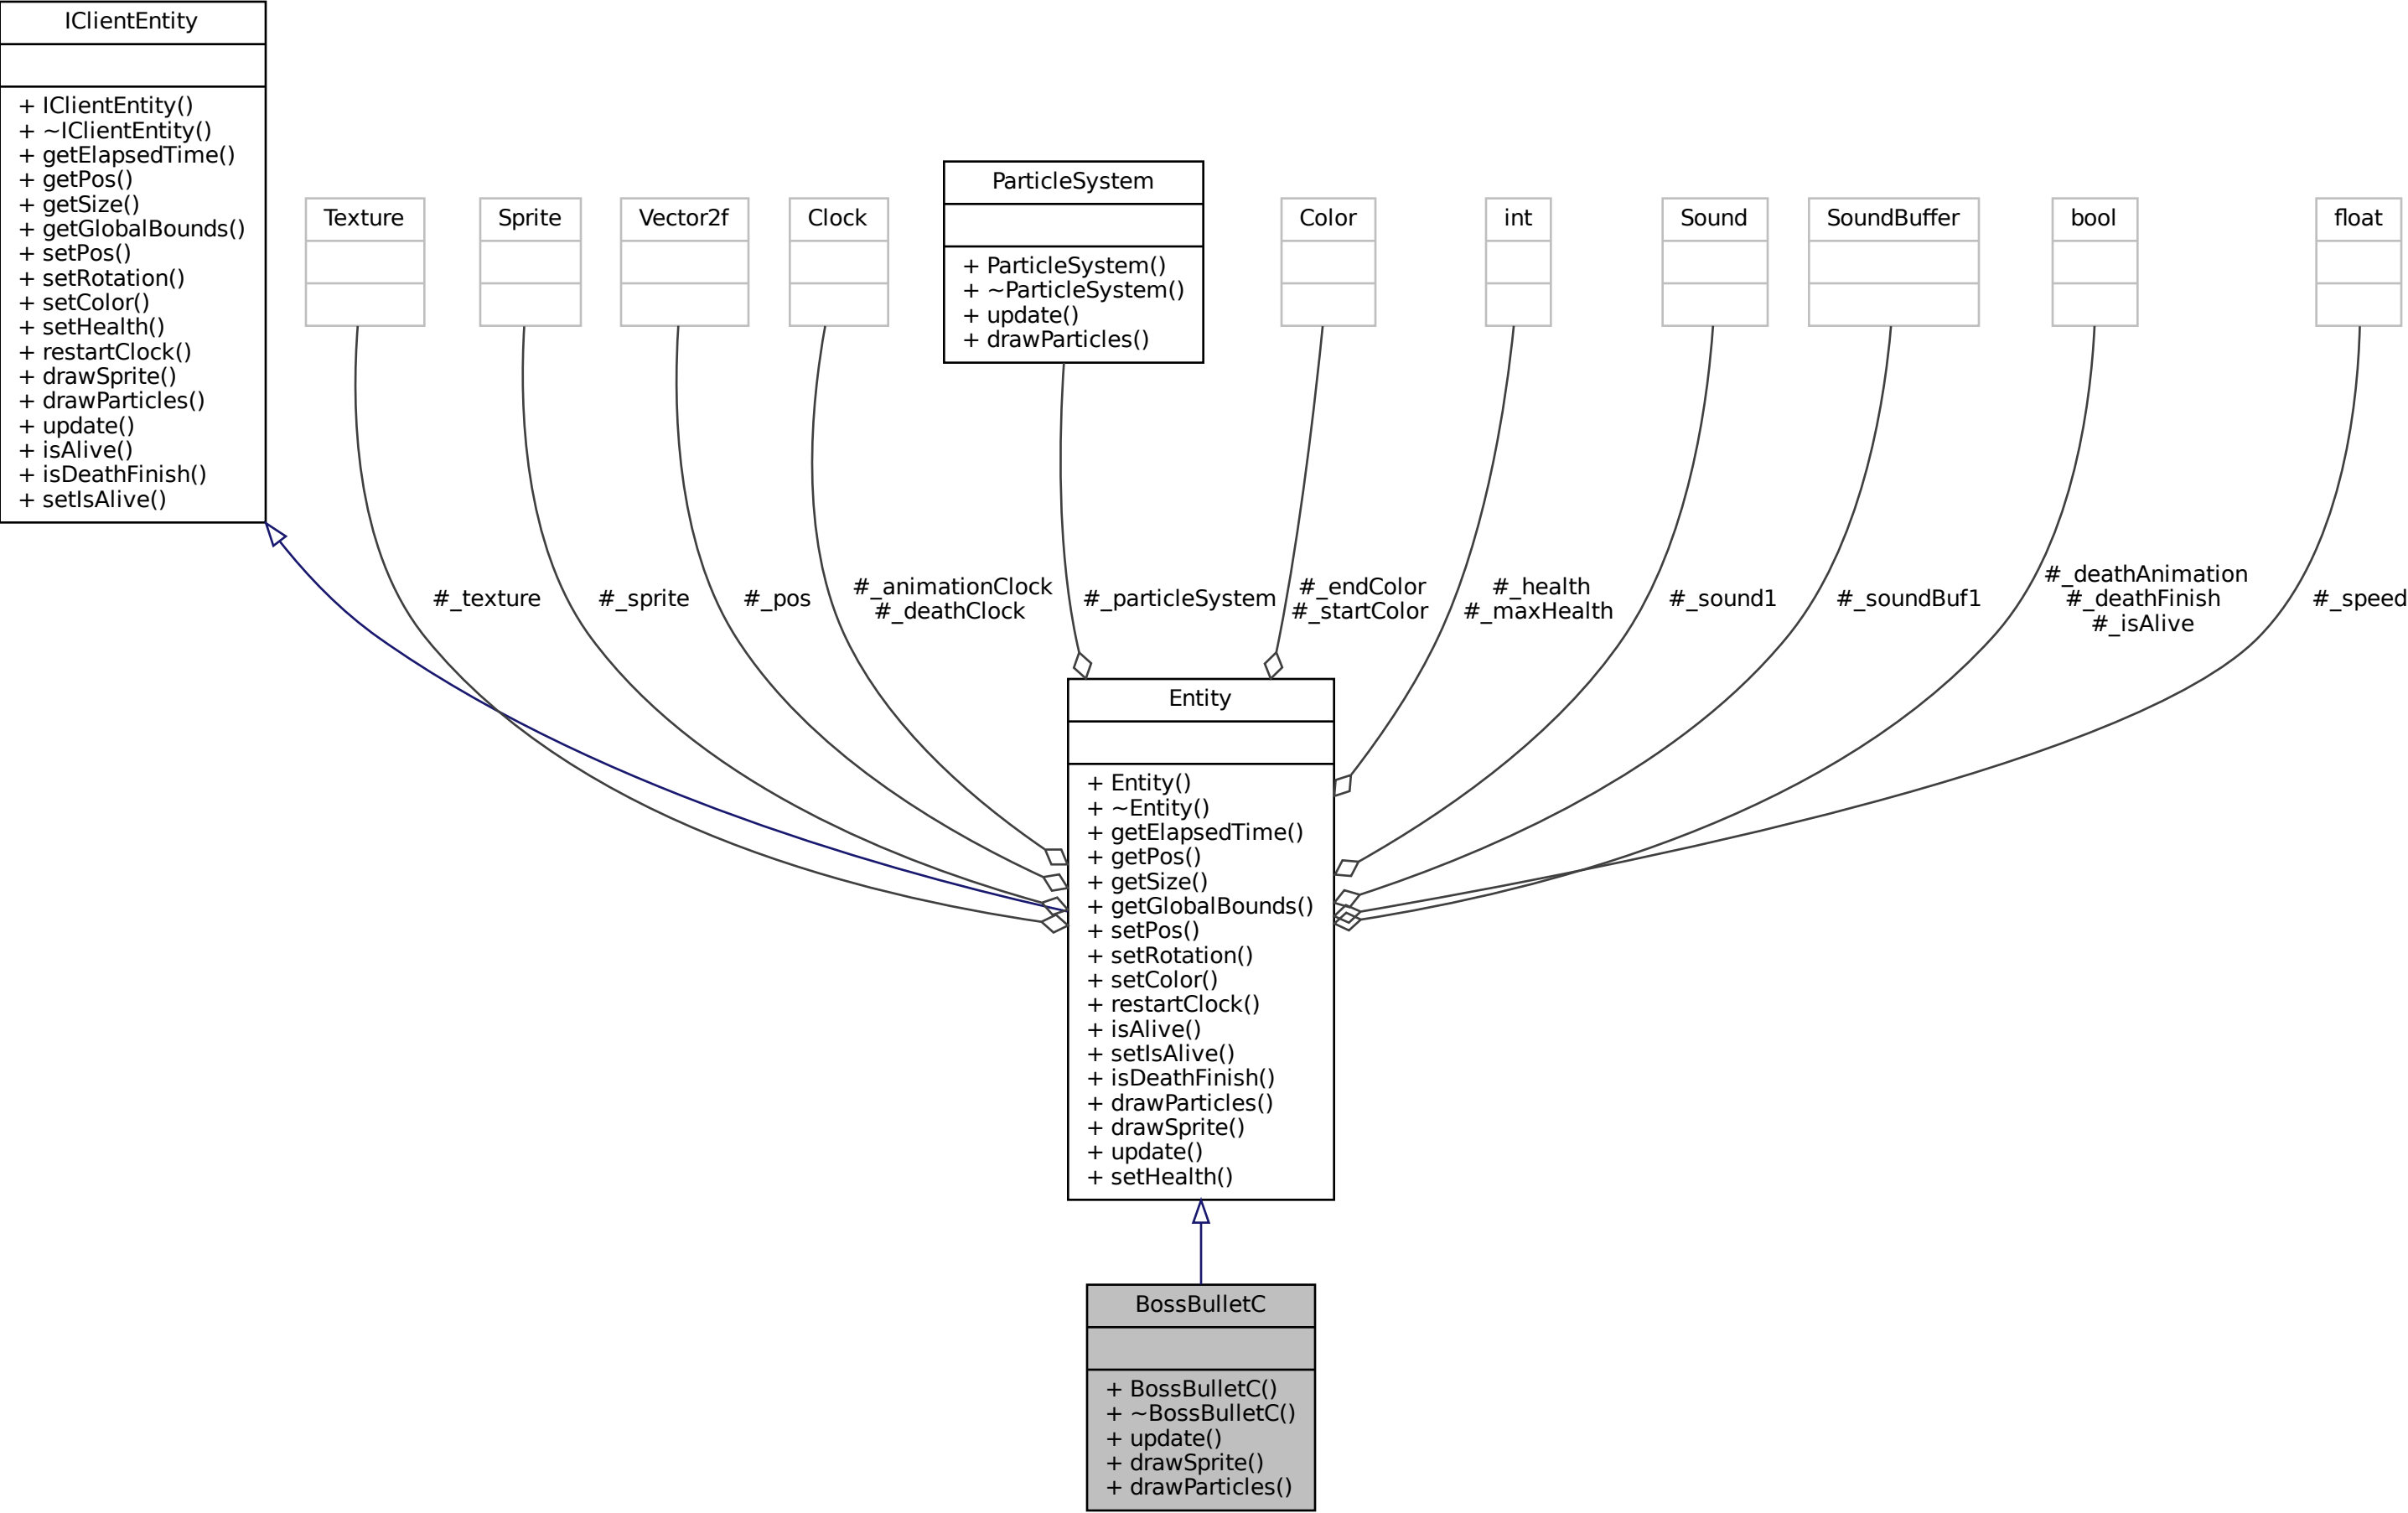 IClientEntity
+ IClientEntity()
+ ~IClientEntity()
+ getElapsedTime()
+ getPos()
+ getSize()
+ getGlobalBounds()
+ setPos()
+ setRotation()
+ setColor()
+ setHealth()
+ restartClock()
+ drawSprite()
+ drawParticles()
+ update()
+ isAlive()
+ isDeathFinish()
+ setIsAlive()
Texture
Sprite
Vector2f
Clock
ParticleSystem
+ ParticleSystem()
+ ~ParticleSystem()
+ update()
+ drawParticles()
Color
int
Sound
SoundBuffer
bool
float
#_texture
#_sprite
#_pos
#_animationClock
#_deathClock
#_particleSystem
#_endColor
#_startColor
#_health
#_maxHealth
#_sound1
#_soundBuf1
#_deathAnimation
#_deathFinish
#_isAlive
#_speed
Entity
+ Entity()
+ ~Entity()
+ getElapsedTime()
+ getPos()
+ getSize()
+ getGlobalBounds()
+ setPos()
+ setRotation()
+ setColor()
+ restartClock()
+ isAlive()
+ setIsAlive()
+ isDeathFinish()
+ drawParticles()
+ drawSprite()
+ update()
+ setHealth()
BossBulletC
+ BossBulletC()
+ ~BossBulletC()
+ update()
+ drawSprite()
+ drawParticles()